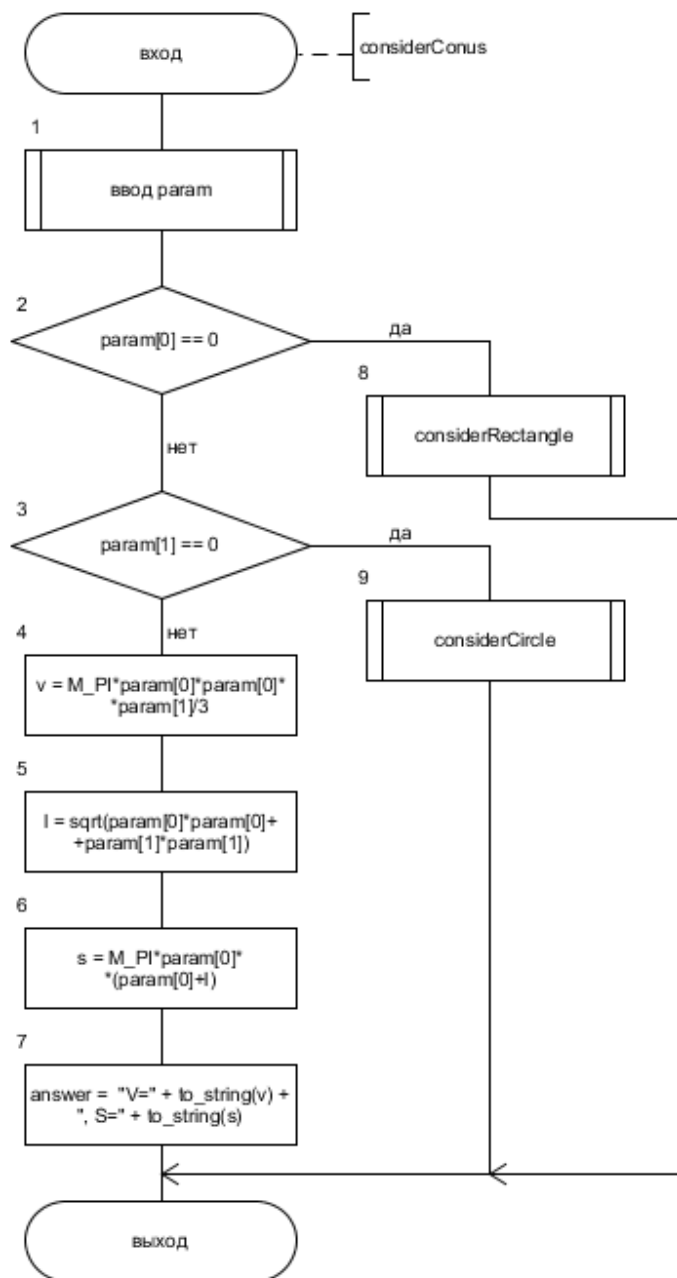 вход
considerConus
1
ввод param
2
param[0] == 0
да
8
considerRectangle
нет
3
param[1] == 0
да
9
considerCircle
нет
4
v = M_PI*param[0]*param[0]*
*param[1]/3
5
l = sqrt(param[0]*param[0]+
+param[1]*param[1])
6
s = M_PI*param[0]*
*(param[0]+l)
7
answer = "V=" + to_string(v) +
", S=" + to_string(s)
выход